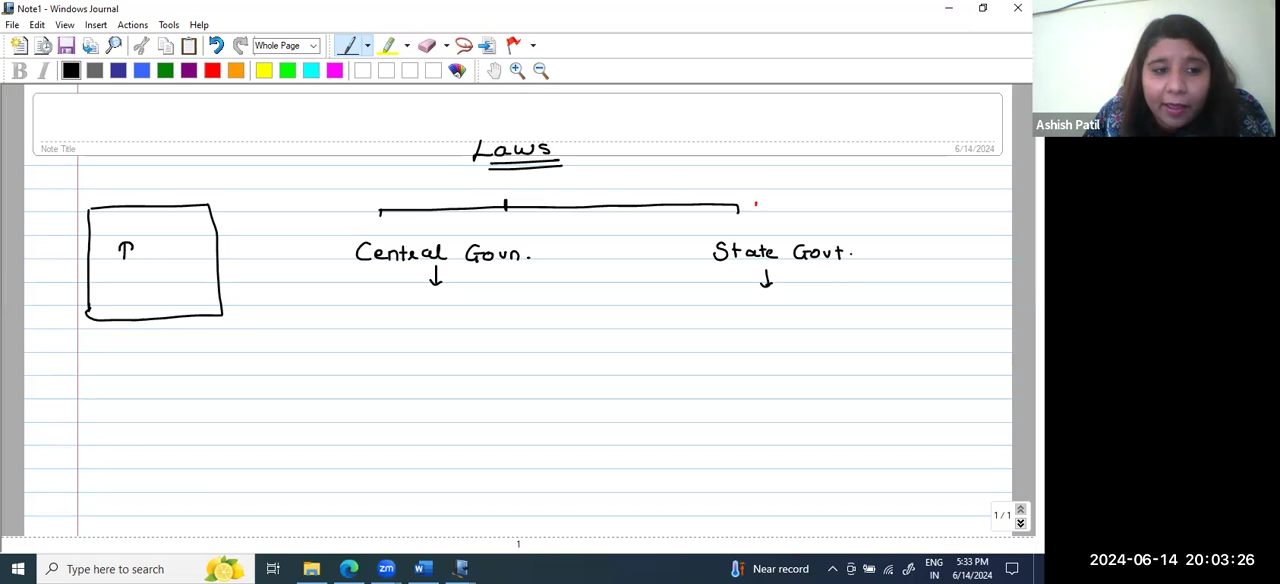 Note1 - Windows Journal
File Edit View Insert Actions Tools Help
Whole Page
B I
Ashish Patil
Laws
Note Title
6/14/2024
Central Govn.
State Govt.
1 / 1
1
Type here to search
Near record
ENG
IN
5:33 PM
6/14/2024
2024-06-14 20:03:26